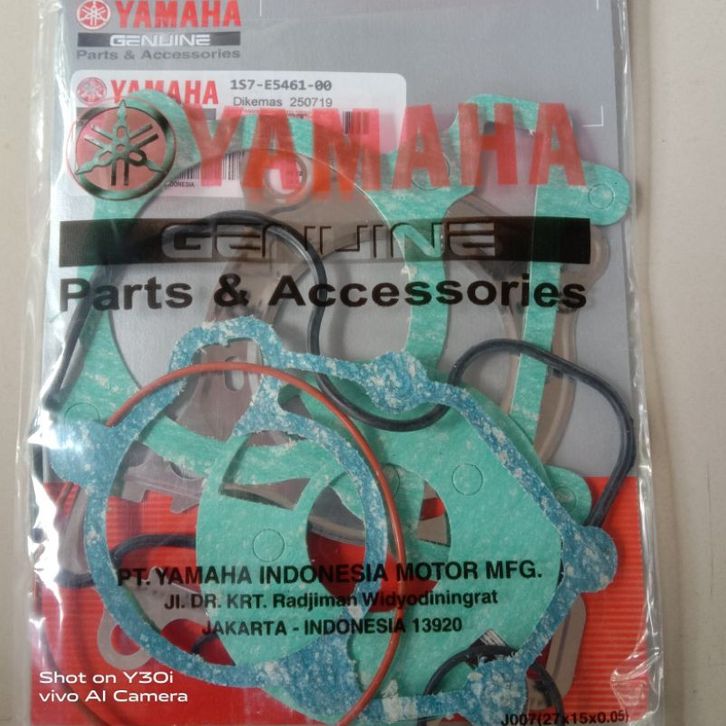 YAMAHA
GENUINE
Parts & Accessories
YAMAHA
1S7-E5461-00
Dikemas 250719
YAMAHA
GENUINE
Parts & Accessories
PT. YAMAHA INDONESIA MOTOR MFG.
Jl. DR. KRT. Radjiman Widyodiningrat
JAKARTA - INDONESIA 13920
Shot on Y30i
vivo AI Camera
J007(27x15x0.05)